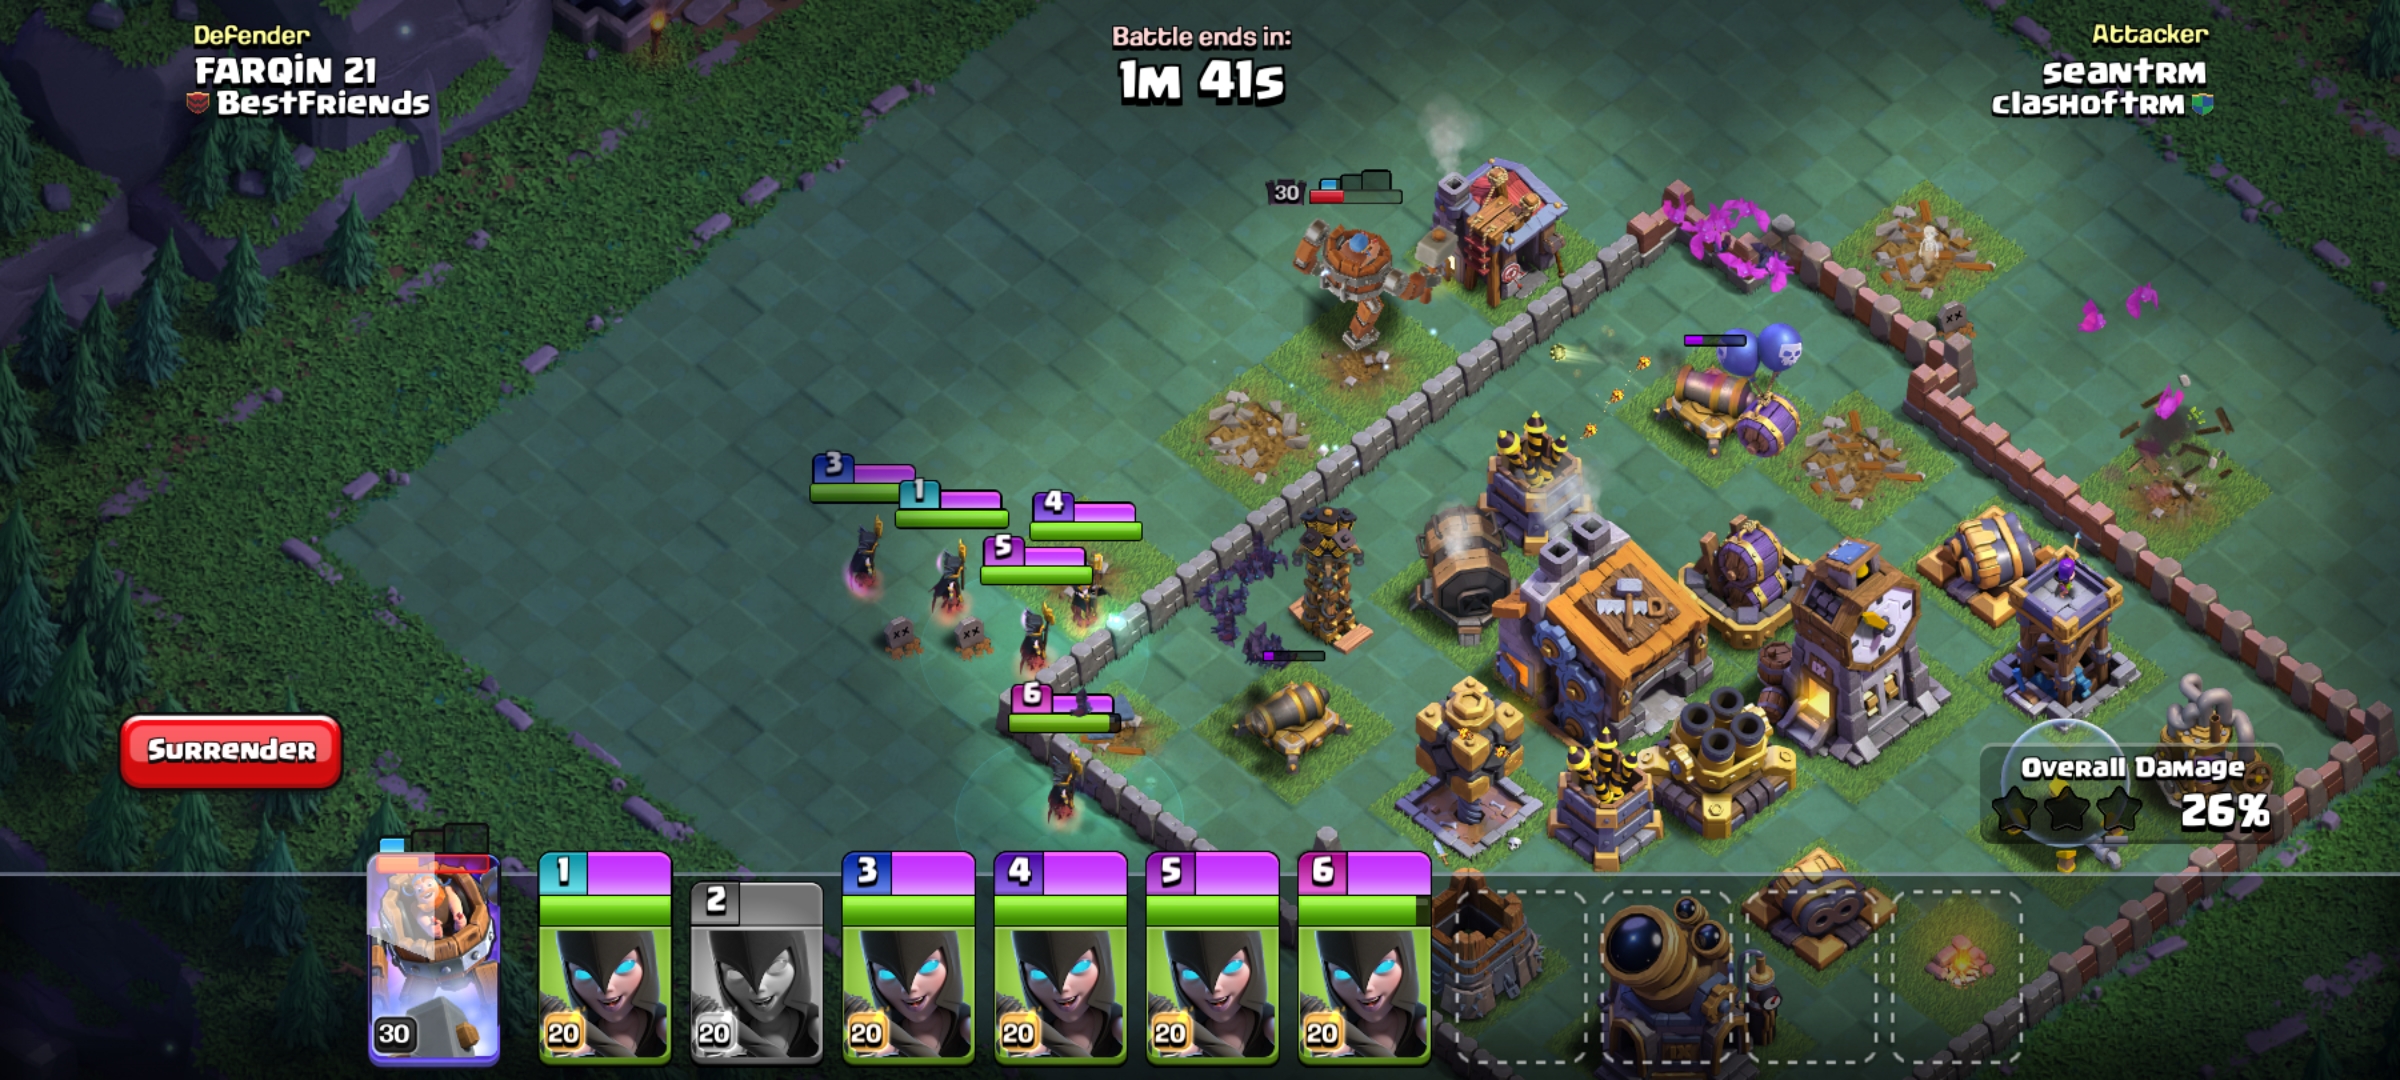 Defender
FARQiN 21
BestFriends
Battle ends in:
1M 41s
Attacker
seantRM
clashoftRM
30
3
1
4
5
6
Surrender
Overall Damage
26%
1
2
3
4
5
6
30
20
20
20
20
20
20